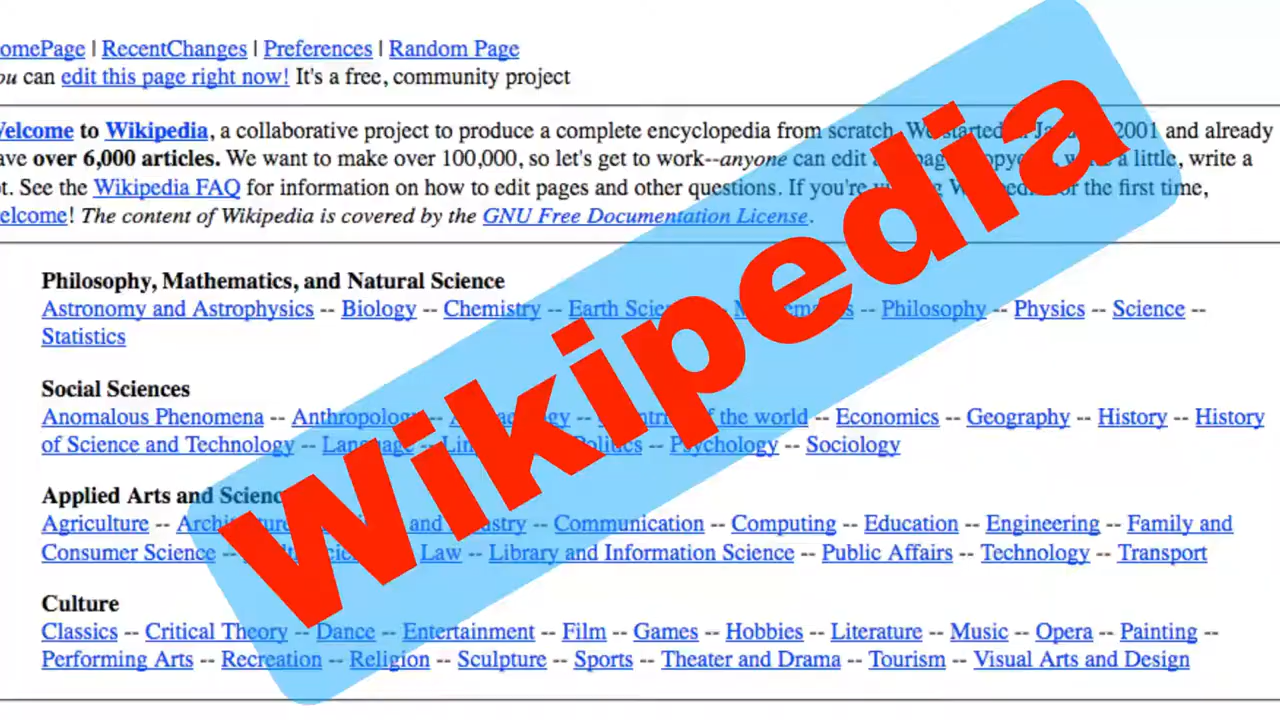 omePage | RecentChanges | Preferences | Random Page
ou can edit this page right now! It's a free, community project
elcome to Wikipedia, a collaborative project to produce a complete encyclopedia from scratch. We started 2001 and already
ave over 6,000 articles. We want to make over 100,000, so let's get to work--anyone can edit a little, write a
ot. See the Wikipedia FAQ for information on how to edit pages and other questions. If you're the first time,
elcome! The content of Wikipedia is covered by the GNU Free Documentation License.
Philosophy, Mathematics, and Natural Science
Astronomy and Astrophysics -- Biology -- Chemistry -- Earth -- Philosophy -- Physics -- Science --
Statistics
Social Sciences
Anomalous Phenomena -- Anthropology -- of the world -- Economics -- Geography -- History -- History
of Science and Technology -- Language -- Politics -- Psychology -- Sociology
Applied Arts and Sciences
Agriculture -- and -- Communication -- Computing -- Education -- Engineering -- Family and
Consumer Science -- Law -- Library and Information Science -- Public Affairs -- Technology -- Transport
Culture
Classics -- Critical Theory -- Dance -- Entertainment -- Film -- Games -- Hobbies -- Literature -- Music -- Opera -- Painting --
Performing Arts -- Recreation -- Religion -- Sculpture -- Sports -- Theater and Drama -- Tourism -- Visual Arts and Design
Wikipedia